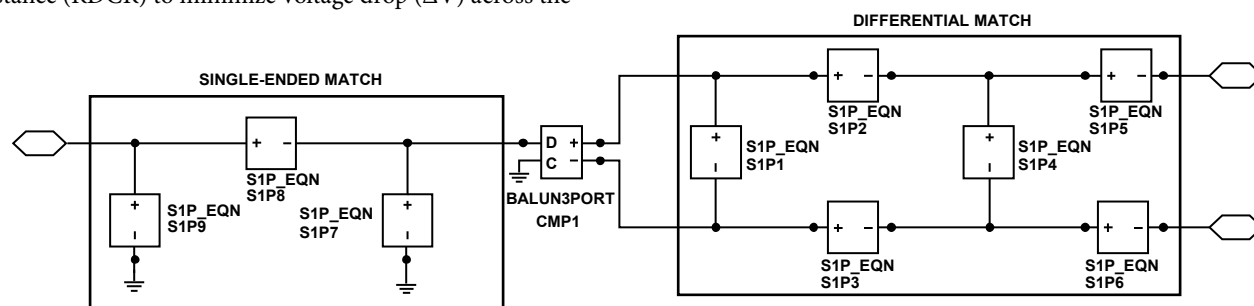 stance (RDCR) to minimize voltage drop (ΔV) across the
DIFFERENTIAL MATCH
SINGLE-ENDED MATCH
+ −
S1P_EQN
S1P2
+ −
S1P_EQN
S1P5
+
−
S1P_EQN
S1P1
+
−
S1P_EQN
S1P4
+ −
S1P_EQN
S1P8
D +
C −
BALUN3PORT
CMP1
+
−
S1P_EQN
S1P9
S1P_EQN
S1P7
+
−
+ −
S1P_EQN
S1P3
+ −
S1P_EQN
S1P6